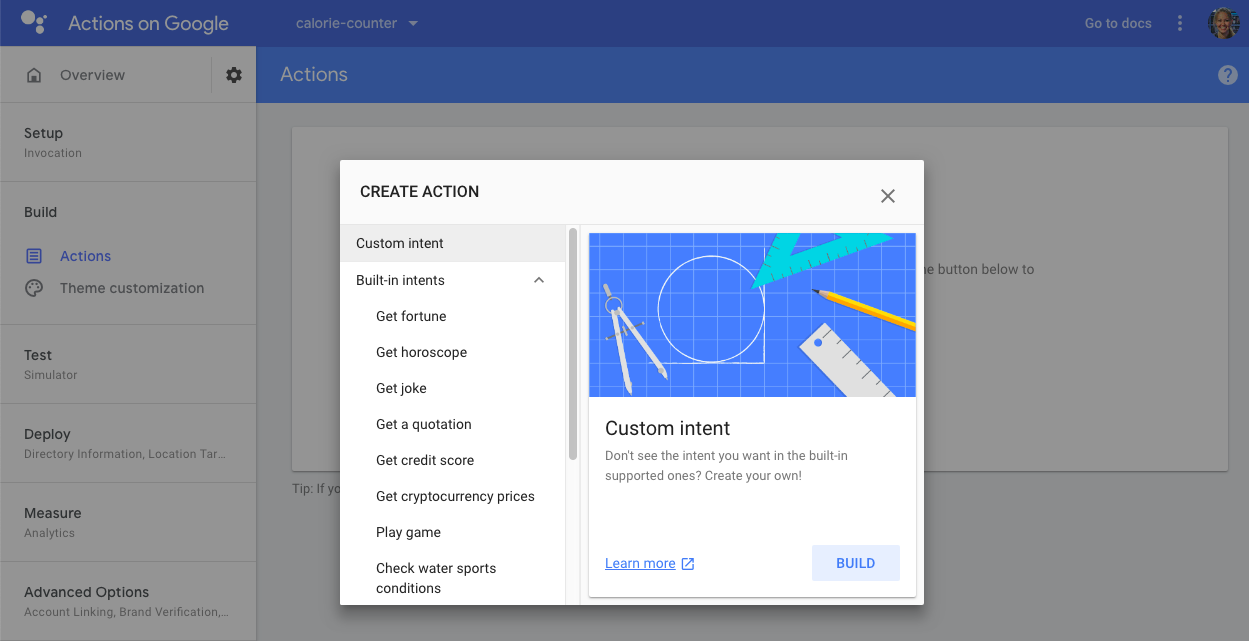 Actions on Google
calorie-counter
Go to docs
Overview
Actions
Setup
Invocation
Build
Actions
Theme customization
Test
Simulator
Deploy
Directory Information, Location Tar…
Measure
Analytics
Advanced Options
Account Linking, Brand Verification,…
button below to
Tip: If
CREATE ACTION
Custom intent
Built-in intents
Get fortune
Get horoscope
Get joke
Get a quotation
Get credit score
Get cryptocurrency prices
Play game
Check water sports
conditions
Custom intent
Don't see the intent you want in the built-in
supported ones? Create your own!
Learn more
BUILD